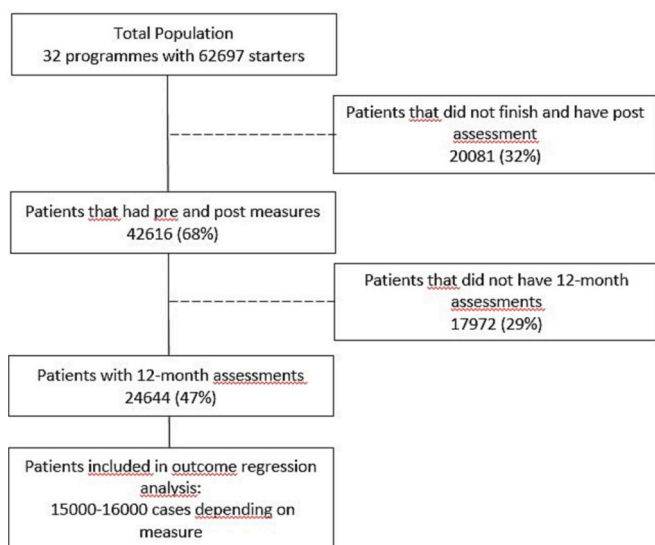 Total Population
32 programmes with 62697 starters
Patients that did not finish and have post
assessment
20081 (32%)
Patients that had pre and post measures
42616 (68%)
Patients that did not have 12-month
assessments
17972 (29%)
Patients with 12-month assessments
24644 (47%)
Patients included in outcome regression
analysis:
15000-16000 cases depending on
measure